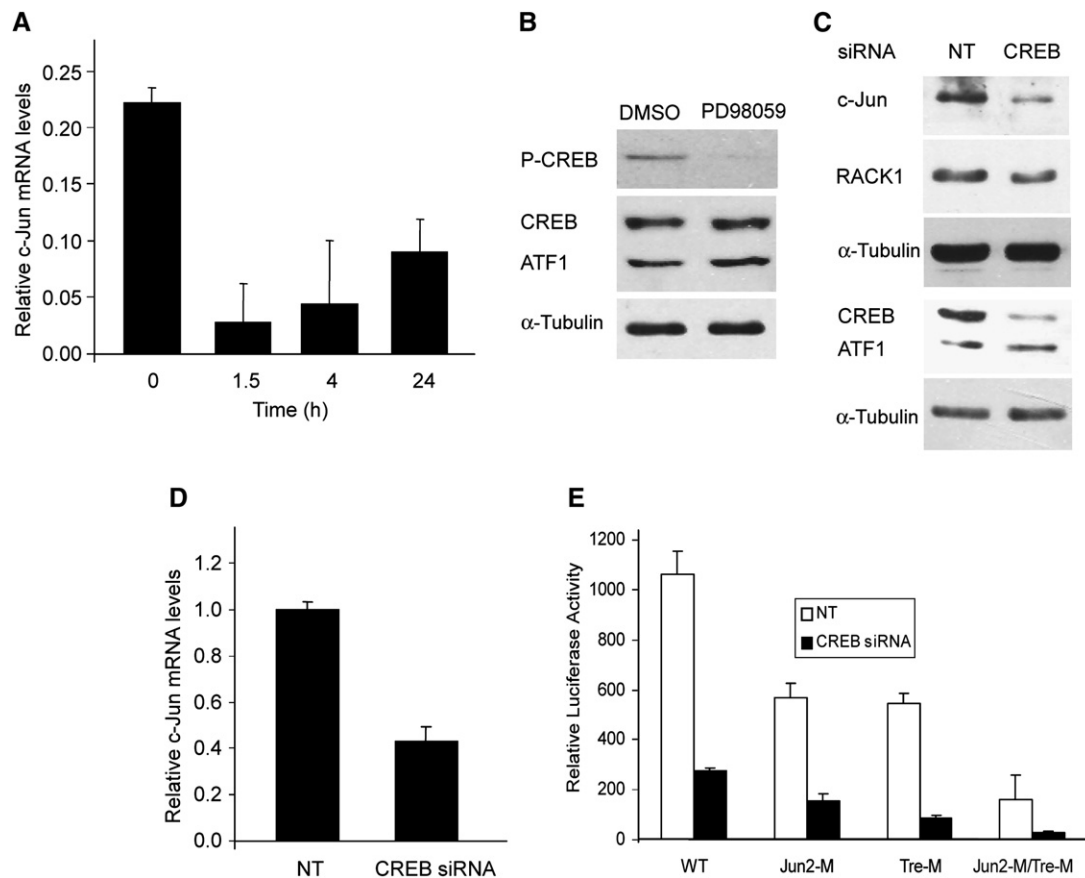 A
Relative c-Jun mRNA levels
0.25
0.20
0.15
0.10
0.05
0.00
0 1.5 4 24
Time (h)
B
DMSO PD98059
P-CREB
CREB
ATF1
α-Tubulin
C
siRNA NT CREB
c-Jun
RACK1
α-Tubulin
CREB
ATF1
α-Tubulin
D
Relative c-Jun mRNA levels
1.2
1.0
0.8
0.6
0.4
0.2
0.0
NT CREB siRNA
E
Relative Luciferase Activity
1200
1000
800
600
400
200
0
NT
CREB siRNA
WT Jun2-M Tre-M Jun2-M/Tre-M